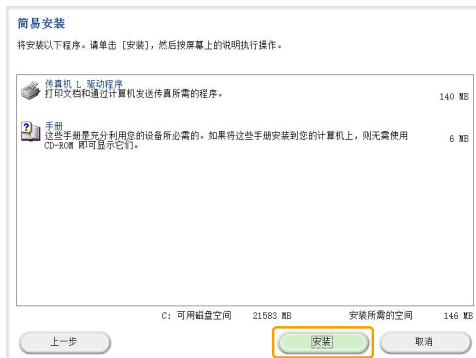 简易安装
将安装以下程序。请单击 [安装]，然后按屏幕上的说明执行操作。
传真机 L 驱动程序
打印文档和通过计算机发送传真所需的程序。
140 MB
手册
这些手册是充分利用您的设备所必需的。如果将这些手册安装到您的计算机上，则无需使用
CD-ROM 即可显示它们。
6 MB
C: 可用磁盘空间 21583 MB 安装所需的空间 146 MB
上一步 安装 取消